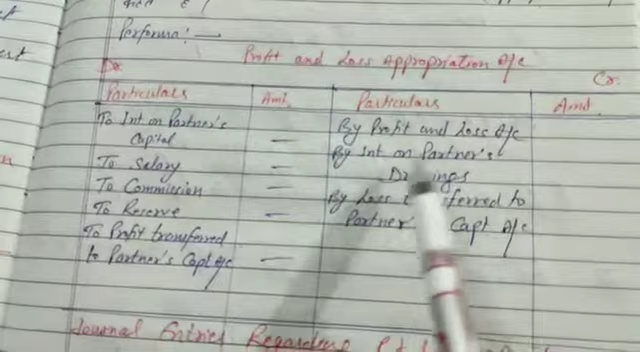 Performa:-
Profit and Loss Appropriation A/c
Dr
Cr.
Particulars Amt. Particulars Amt.
To Int on Partner's
Capital —
To Salary —
To Commission —
To Reserve —
To Profit transferred
to Partner's Capt A/c —
By Profit and Loss A/c
By Int on Partner's
By Loss
to
Partner Capt A/c
Journal Entries Regarding